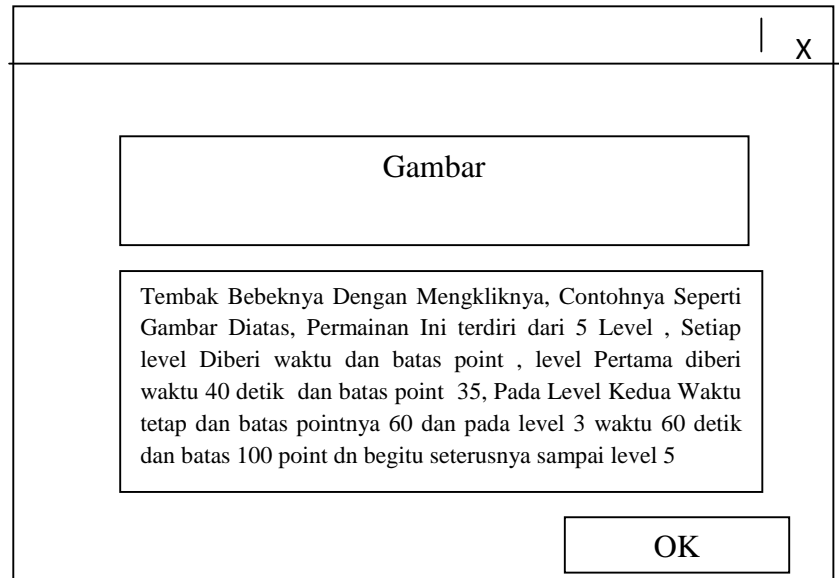 X
Gambar
Tembak Bebeknya Dengan Mengkliknya, Contohnya Seperti
Gambar Diatas, Permainan Ini terdiri dari 5 Level , Setiap
level Diberi waktu dan batas point , level Pertama diberi
waktu 40 detik dan batas point 35, Pada Level Kedua Waktu
tetap dan batas pointnya 60 dan pada level 3 waktu 60 detik
dan batas 100 point dn begitu seterusnya sampai level 5
OK